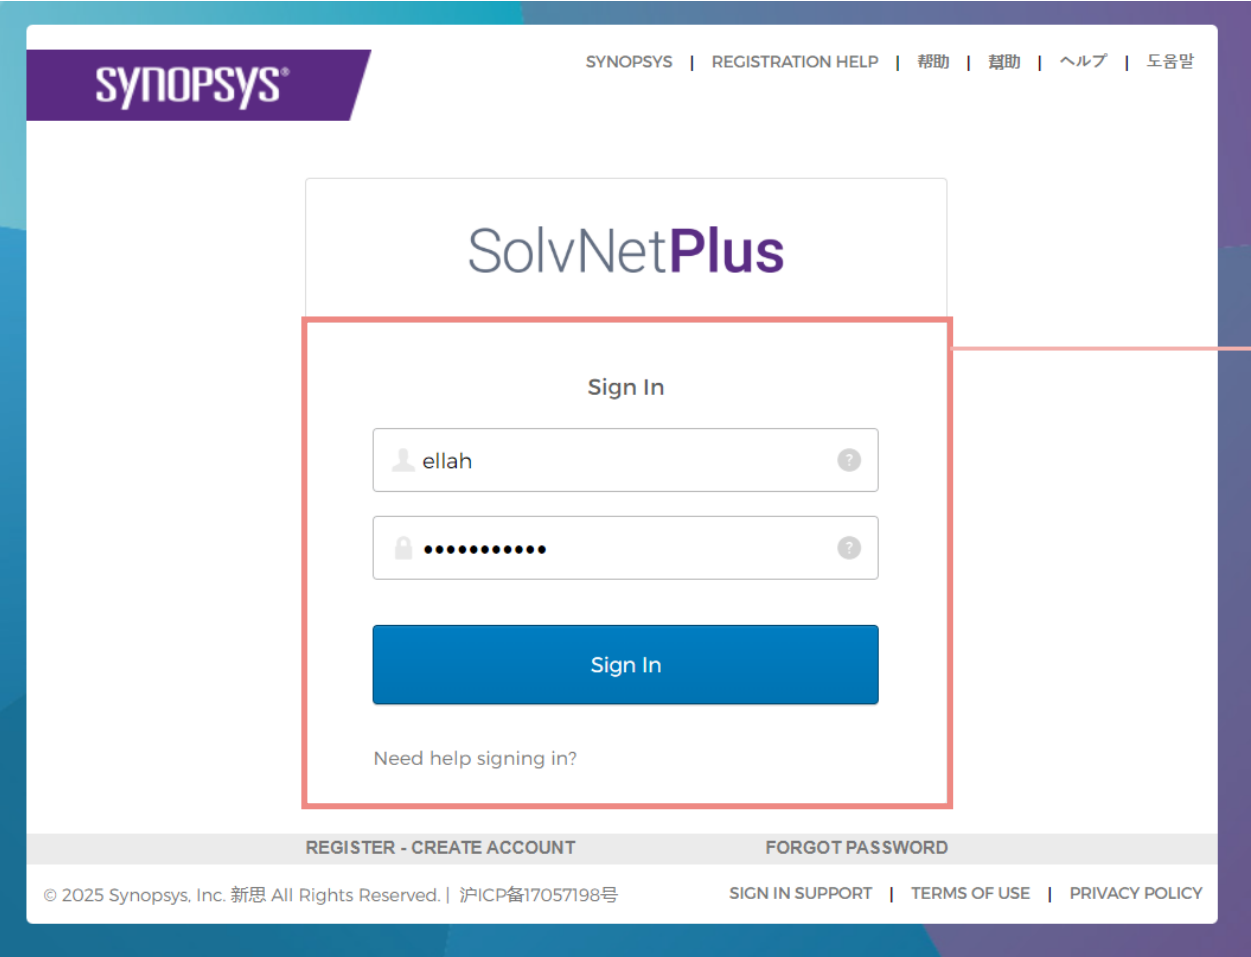 SYNOPSYS®
SYNOPSYS | REGISTRATION HELP | 帮助 | 幫助 | ヘルプ | 도움말
SolvNetPlus
Sign In
ellah
•••••••••••
Sign In
Need help signing in?
REGISTER - CREATE ACCOUNT FORGOT PASSWORD
© 2025 Synopsys, Inc. 新思 All Rights Reserved. | 沪ICP备17057198号 SIGN IN SUPPORT | TERMS OF USE | PRIVACY POLICY